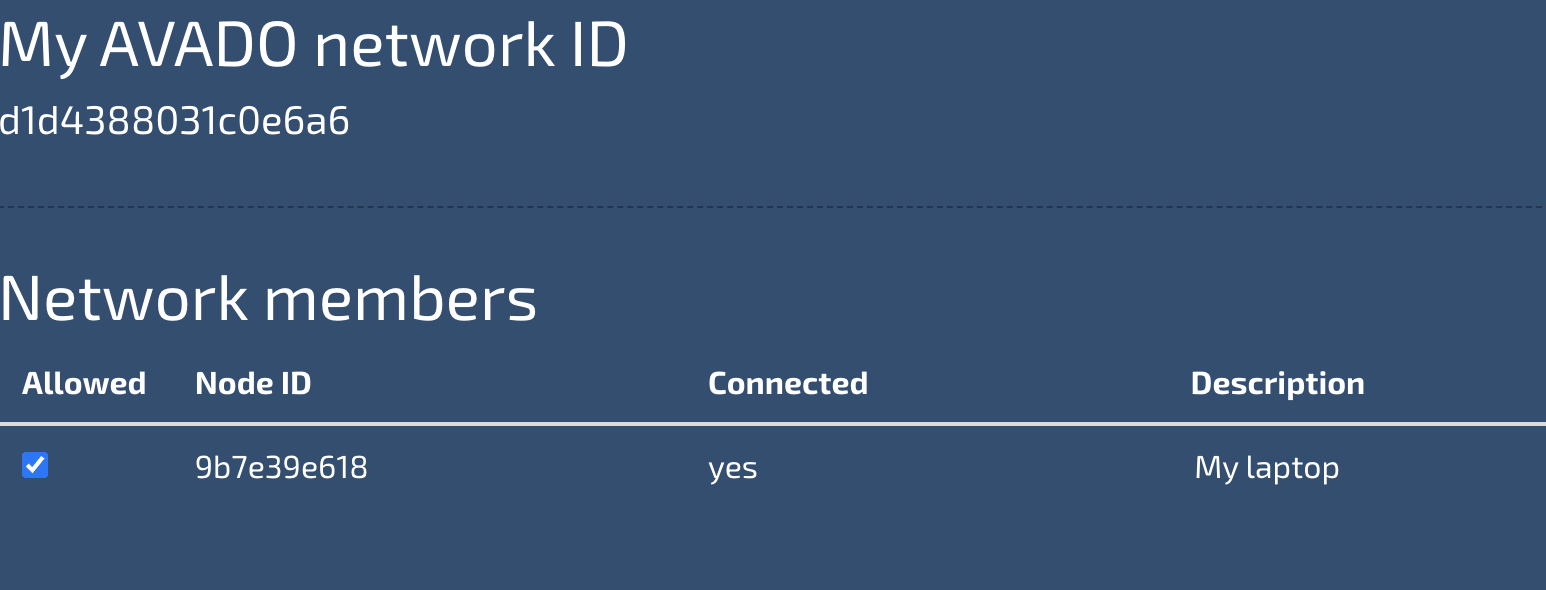 My AVADO network ID
d1d4388031c0e6a6
Network members
Allowed Node ID Connected Description
9b7e39e618 yes My laptop